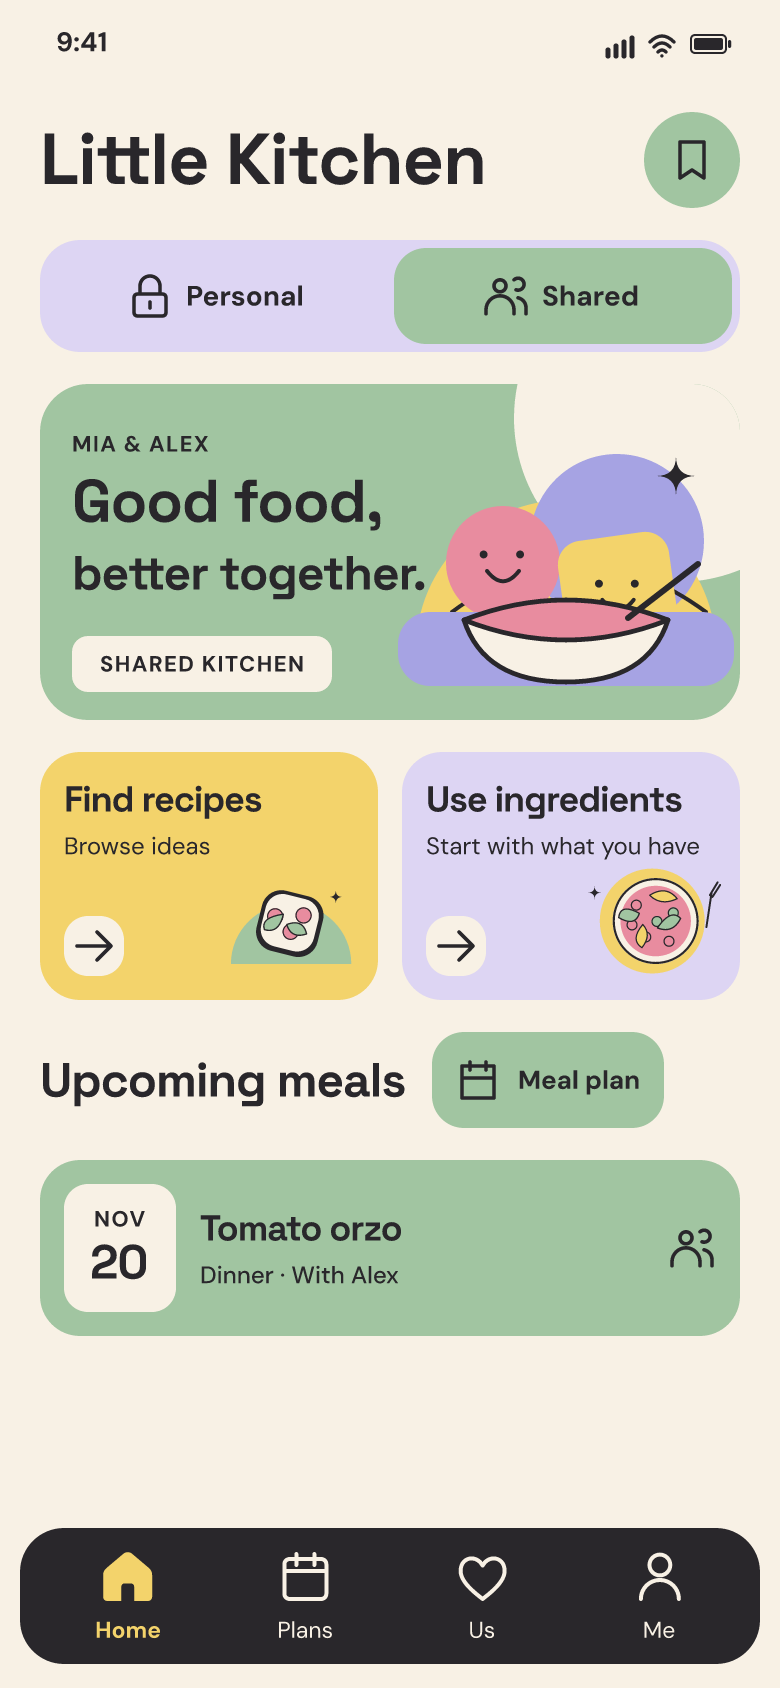 9:41
Little Kitchen
Personal
Shared
MIA & ALEX
Good food,
better together.
SHARED KITCHEN
Find recipes
Browse ideas
Use ingredients
Start with what you have
Upcoming meals
Meal plan
NOV
20
Tomato orzo
Dinner · With Alex
Home
Plans
Us
Me